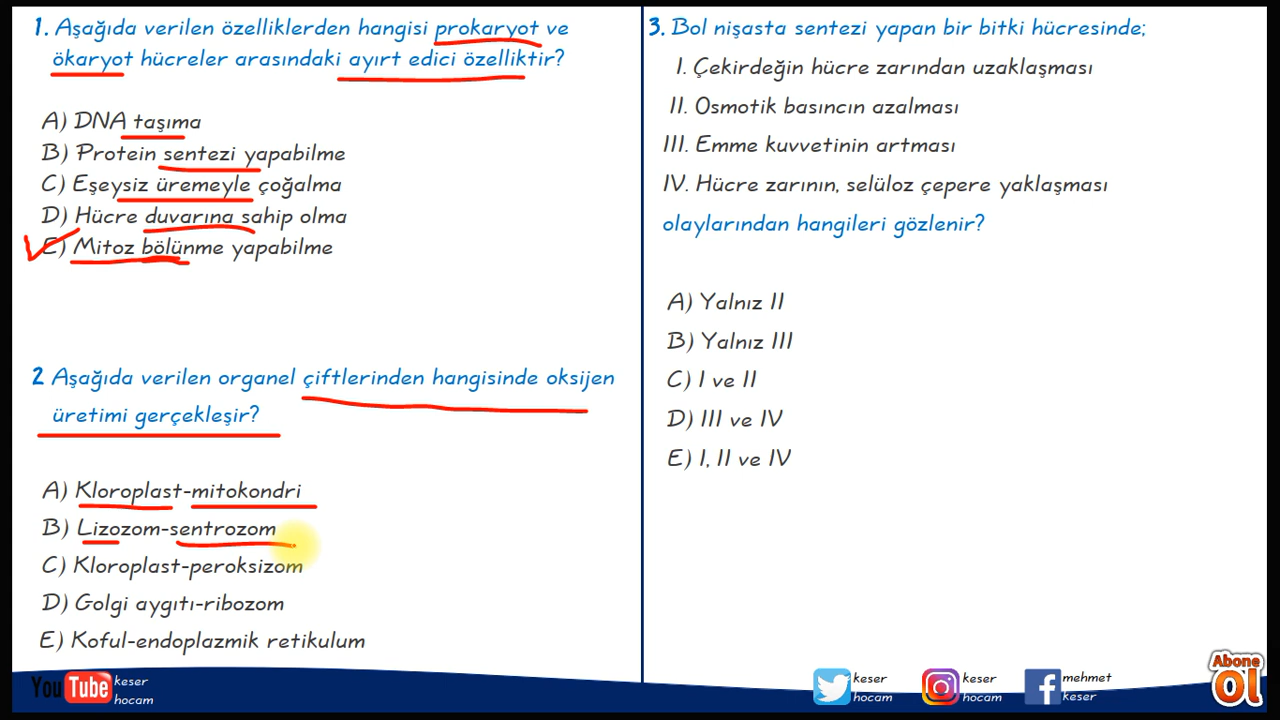 1. Aşağıda verilen özelliklerden hangisi prokaryot ve
ökaryot hücreler arasındaki ayırt edici özelliktir?
A) DNA taşıma
B) Protein sentezi yapabilme
C) Eşeysiz üremeyle çoğalma
D) Hücre duvarına sahip olma
E) Mitoz bölünme yapabilme
2 Aşağıda verilen organel çiftlerinden hangisinde oksijen
üretimi gerçekleşir?
A) Kloroplast-mitokondri
B) Lizozom-sentrozom
C) Kloroplast-peroksizom
D) Golgi aygıtı-ribozom
E) Koful-endoplazmik retikulum
3. Bol nişasta sentezi yapan bir bitki hücresinde;
I. Çekirdeğin hücre zarından uzaklaşması
II. Osmotik basıncın azalması
III. Emme kuvvetinin artması
IV. Hücre zarının, selüloz çepere yaklaşması
olaylarından hangileri gözlenir?
A) Yalnız II
B) Yalnız III
C) I ve II
D) III ve IV
E) I, II ve IV
YouTube keser
hocam
keser
hocam
keser
hocam
mehmet
keser
Abone
Ol